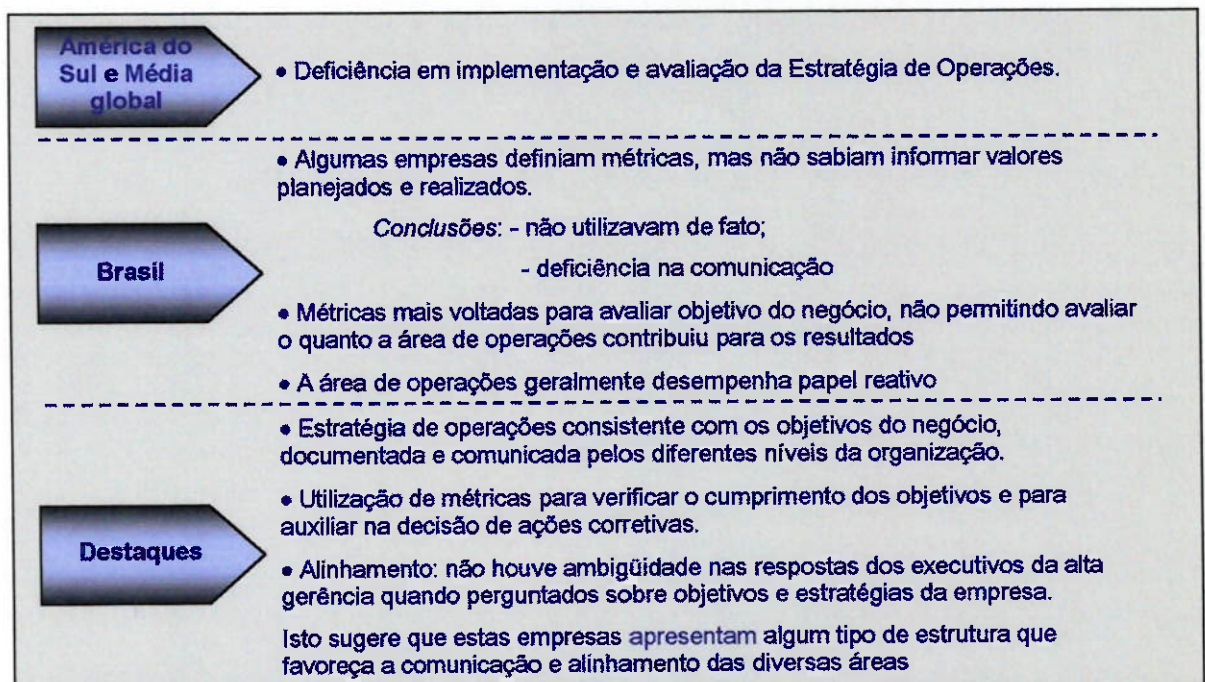 América do
Sul e Média
global
• Deficiência em implementação e avaliação da Estratégia de Operações.
• Algumas empresas definiam métricas, mas não sabiam informar valores
planejados e realizados.
Conclusões: - não utilizavam de fato;
- deficiência na comunicação
Brasil
• Métricas mais voltadas para avaliar objetivo do negócio, não permitindo avaliar
o quanto a área de operações contribuiu para os resultados
• A área de operações geralmente desempenha papel reativo
• Estratégia de operações consistente com os objetivos do negócio,
documentada e comunicada pelos diferentes níveis da organização.
• Utilização de métricas para verificar o cumprimento dos objetivos e para
auxiliar na decisão de ações corretivas.
Destaques
• Alinhamento: não houve ambigüidade nas respostas dos executivos da alta
gerência quando perguntados sobre objetivos e estratégias da empresa.
Isto sugere que estas empresas apresentam algum tipo de estrutura que
favoreça a comunicação e alinhamento das diversas áreas